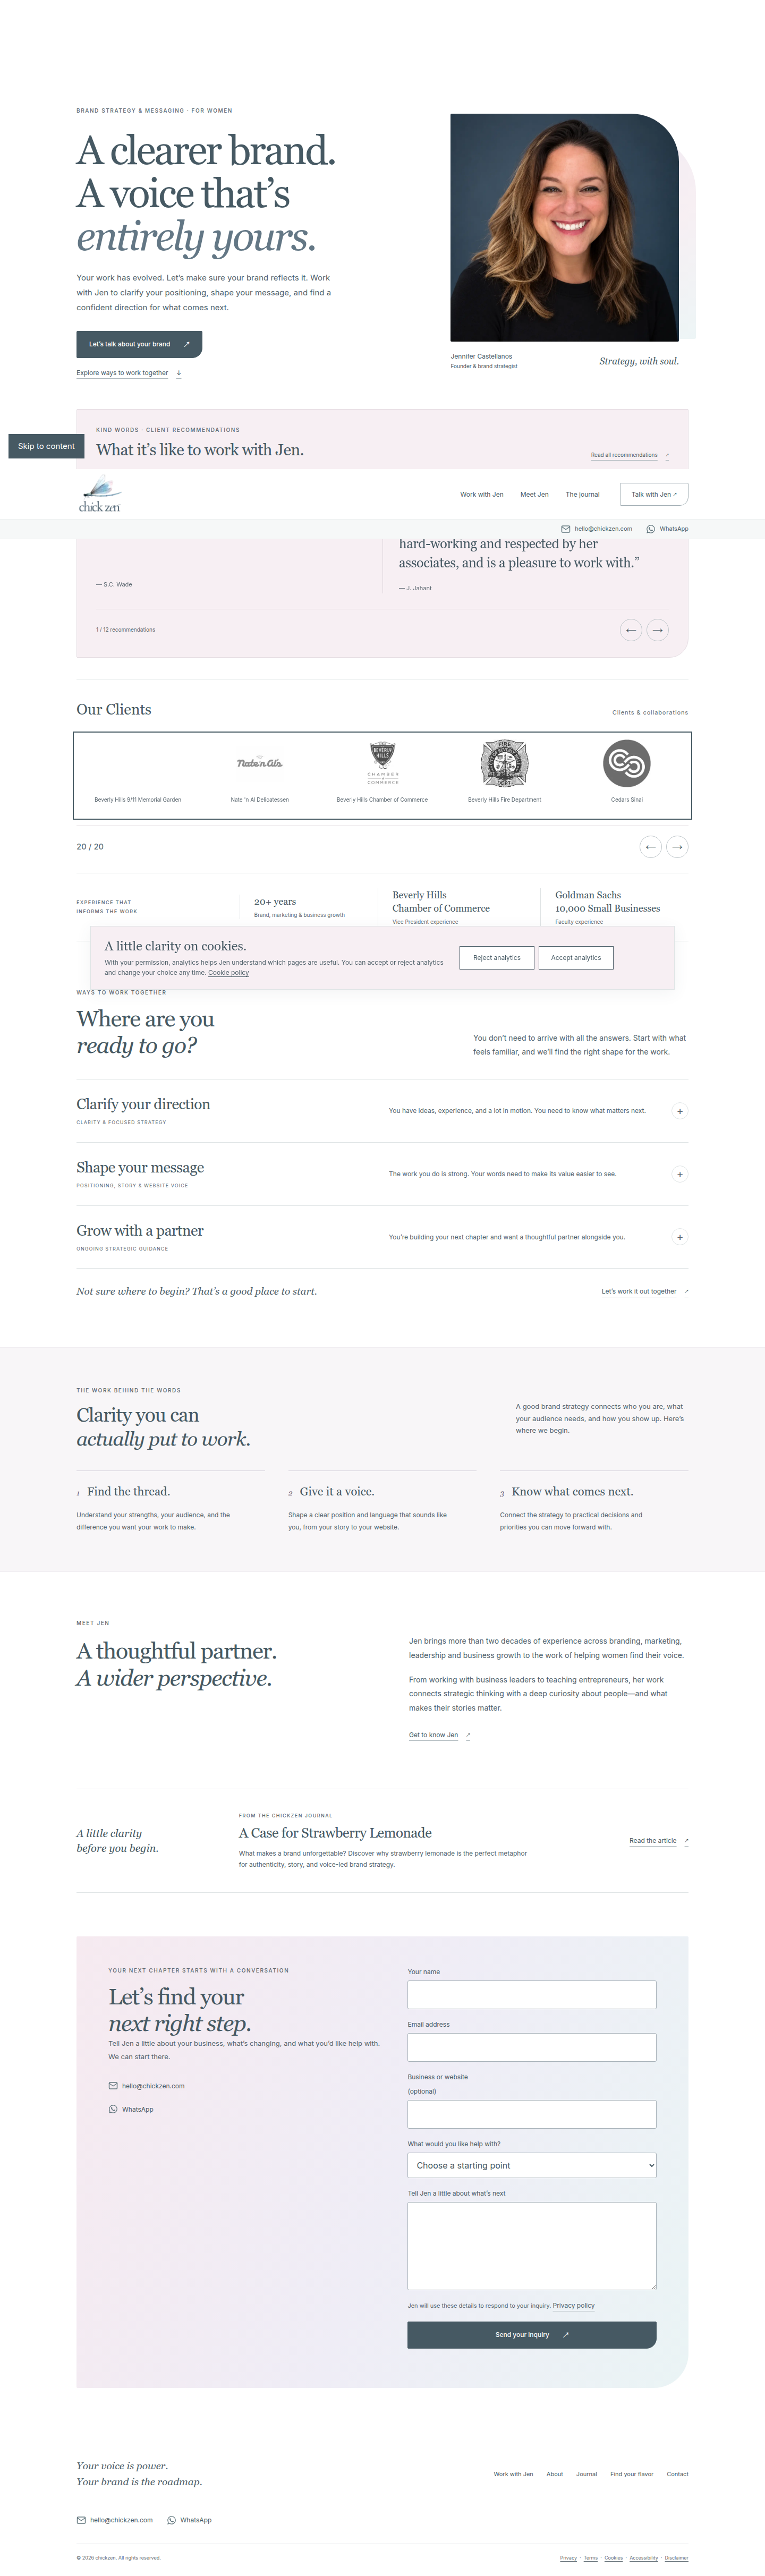 BRAND STRATEGY & MESSAGING · FOR WOMEN
A clearer brand.
A voice that’s
entirely yours.
Your work has evolved. Let’s make sure your brand reflects it. Work
with Jen to clarify your positioning, shape your message, and find a
confident direction for what comes next.
Let’s talk about your brand ↗
Explore ways to work together ↓
Jennifer Castellanos
Founder & brand strategist
Strategy, with soul.
KIND WORDS · CLIENT RECOMMENDATIONS
What it’s like to work with Jen.
Read all recommendations ↗
Skip to content
chick zen
Work with Jen
Meet Jen
The journal
Talk with Jen ↗
hello@chickzen.com
WhatsApp
hard-working and respected by her
associates, and is a pleasure to work with.”
— S.C. Wade
— J. Jahant
1 / 12 recommendations
← →
Our Clients
Clients & collaborations
Nate'n Al's
BEVERLY
HILLS
CHAMBER
of
COMMERCE
FIRE
DEPT
Beverly Hills 9/11 Memorial Garden
Nate ’n Al Delicatessen
Beverly Hills Chamber of Commerce
Beverly Hills Fire Department
Cedars Sinai
20 / 20
← →
EXPERIENCE THAT
INFORMS THE WORK
20+ years
Brand, marketing & business growth
Beverly Hills
Chamber of Commerce
Vice President experience
Goldman Sachs
10,000 Small Businesses
Faculty experience
A little clarity on cookies.
With your permission, analytics helps Jen understand which pages are useful. You can accept or reject analytics
and change your choice any time. Cookie policy
Reject analytics
Accept analytics
WAYS TO WORK TOGETHER
Where are you
ready to go?
You don’t need to arrive with all the answers. Start with what
feels familiar, and we’ll find the right shape for the work.
Clarify your direction
CLARITY & FOCUSED STRATEGY
You have ideas, experience, and a lot in motion. You need to know what matters next.
+
Shape your message
POSITIONING, STORY & WEBSITE VOICE
The work you do is strong. Your words need to make its value easier to see.
+
Grow with a partner
ONGOING STRATEGIC GUIDANCE
You’re building your next chapter and want a thoughtful partner alongside you.
+
Not sure where to begin? That’s a good place to start.
Let’s work it out together ↗
THE WORK BEHIND THE WORDS
Clarity you can
actually put to work.
A good brand strategy connects who you are, what
your audience needs, and how you show up. Here’s
where we begin.
1 Find the thread.
Understand your strengths, your audience, and the
difference you want your work to make.
2 Give it a voice.
Shape a clear position and language that sounds like
you, from your story to your website.
3 Know what comes next.
Connect the strategy to practical decisions and
priorities you can move forward with.
MEET JEN
A thoughtful partner.
A wider perspective.
Jen brings more than two decades of experience across branding, marketing,
leadership and business growth to the work of helping women find their voice.
From working with business leaders to teaching entrepreneurs, her work
connects strategic thinking with a deep curiosity about people—and what
makes their stories matter.
Get to know Jen ↗
A little clarity
before you begin.
FROM THE CHICKZEN JOURNAL
A Case for Strawberry Lemonade
What makes a brand unforgettable? Discover why strawberry lemonade is the perfect metaphor
for authenticity, story, and voice-led brand strategy.
Read the article ↗
YOUR NEXT CHAPTER STARTS WITH A CONVERSATION
Let’s find your
next right step.
Tell Jen a little about your business, what’s changing, and what you’d like help with.
We can start there.
hello@chickzen.com
WhatsApp
Your name
Email address
Business or website
(optional)
What would you like help with?
Choose a starting point
Tell Jen a little about what’s next
Jen will use these details to respond to your inquiry. Privacy policy
Send your inquiry ↗
Your voice is power.
Your brand is the roadmap.
Work with Jen
About
Journal
Find your flavor
Contact
hello@chickzen.com
WhatsApp
© 2026 chickzen. All rights reserved.
Privacy · Terms · Cookies · Accessibility · Disclaimer